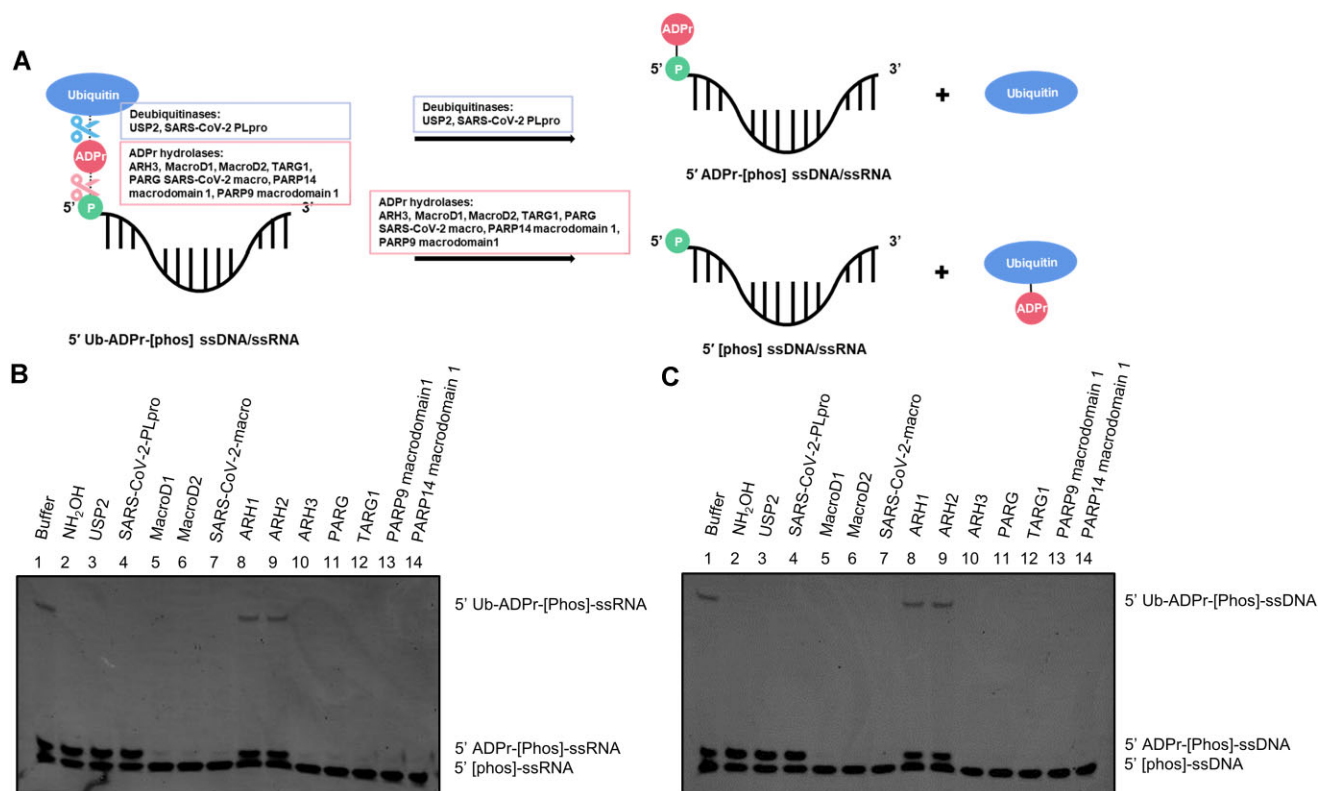 A
Ubiquitin
Deubiquitinases:
USP2, SARS-CoV-2 PLpro
ADPr
ADPr hydrolases:
ARH3, MacroD1, MacroD2, TARG1,
PARG SARS-CoV-2 macro, PARP14
macrodomain 1, PARP9 macrodomain 1
5′ P 3′
5′ Ub-ADPr-[phos] ssDNA/ssRNA
Deubiquitinases:
USP2, SARS-CoV-2 PLpro
ADPr hydrolases:
ARH3, MacroD1, MacroD2, TARG1, PARG
SARS-CoV-2 macro, PARP14 macrodomain 1,
PARP9 macrodomain1
ADPr
5′ P 3′
+ Ubiquitin
5′ ADPr-[phos] ssDNA/ssRNA
5′ P 3′
+ Ubiquitin
ADPr
5′ [phos] ssDNA/ssRNA
B
Buffer
NH2OH
USP2
SARS-CoV-2-PLpro
MacroD1
MacroD2
SARS-CoV-2-macro
ARH1
ARH2
ARH3
PARG
TARG1
PARP9 macrodomain1
PARP14 macrodomain 1
1 2 3 4 5 6 7 8 9 10 11 12 13 14
5' Ub-ADPr-[Phos]-ssRNA
5' ADPr-[Phos]-ssRNA
5' [phos]-ssRNA
C
Buffer
NH2OH
USP2
SARS-CoV-2-PLpro
MacroD1
MacroD2
SARS-CoV-2-macro
ARH1
ARH2
ARH3
PARG
TARG1
PARP9 macrodomain 1
PARP14 macrodomain 1
1 2 3 4 5 6 7 8 9 10 11 12 13 14
5' Ub-ADPr-[Phos]-ssDNA
5' ADPr-[Phos]-ssDNA
5' [phos]-ssDNA